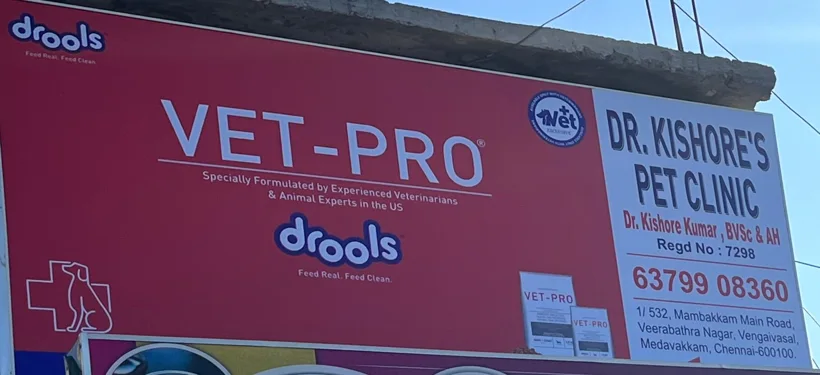 drools
Feed Real. Feed Clean.
VET-PRO®
Specially Formulated by Experienced Veterinarians
& Animal Experts in the US
drools
Feed Real. Feed Clean.
Vet
VET-PRO
VET-PRO
DR. KISHORE'S
PET CLINIC
Dr. Kishore Kumar , BVSc & AH
Regd No : 7298
63799 08360
1/ 532, Mambakkam Main Road,
Veerabathra Nagar, Vengaivasal,
Medavakkam, Chennai-600100.